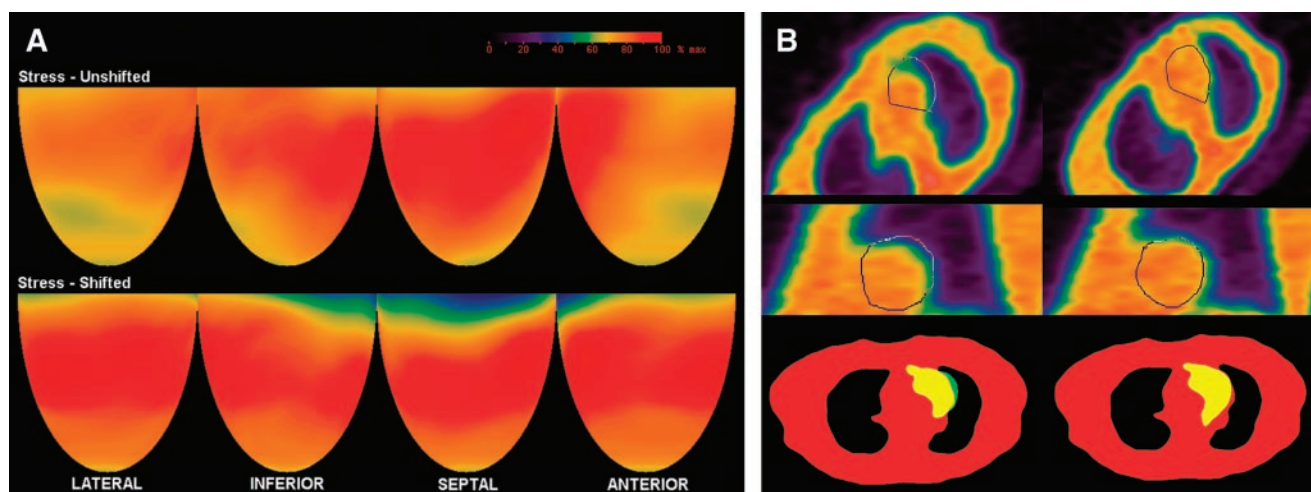 A
0 20 40 60 80 100 % max
Stress - Unshifted
Stress - Shifted
LATERAL INFERIOR SEPTAL ANTERIOR
B